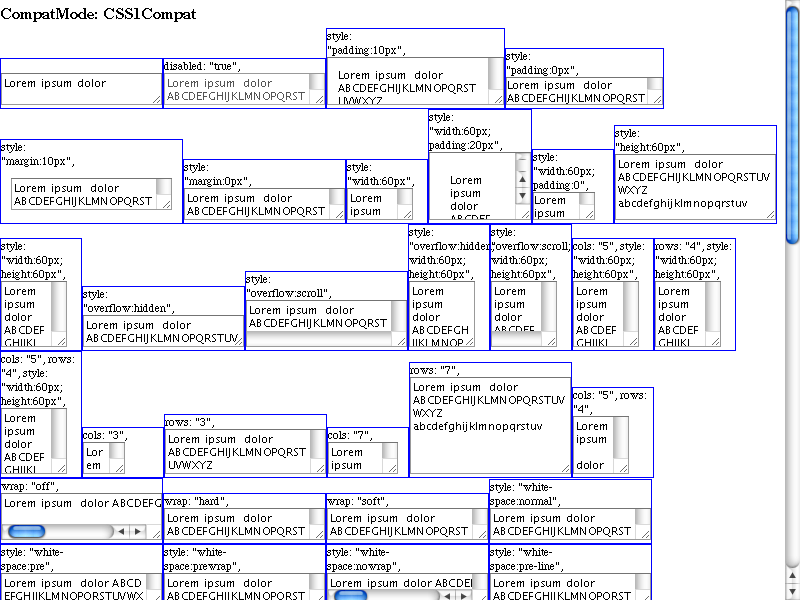 CompatMode: CSS1Compat
Lorem ipsum dolor
disabled: "true",
Lorem ipsum dolor
ABCDEFGHIJKLMNOPQRST
style:
"padding:10px",
Lorem ipsum dolor
ABCDEFGHIJKLMNOPQRST
UVWXYZ
style:
"padding:0px",
Lorem ipsum dolor
ABCDEFGHIJKLMNOPQRST
style:
"margin:10px",
Lorem ipsum dolor
ABCDEFGHIJKLMNOPQRST
style:
"margin:0px",
Lorem ipsum dolor
ABCDEFGHIJKLMNOPQRST
style:
"width:60px",
Lorem
ipsum
style:
"width:60px;
padding:20px",
Lorem
ipsum
dolor
ABCDEF
style:
"width:60px;
padding:0",
Lorem
ipsum
style:
"height:60px",
Lorem ipsum dolor
ABCDEFGHIJKLMNOPQRSTUV
WXYZ
abcdefghijklmnopqrstuv
style:
"width:60px;
height:60px",
Lorem
ipsum
dolor
ABCDEF
GHIJKL
style:
"overflow:hidden",
Lorem ipsum dolor
ABCDEFGHIJKLMNOPQRSTUV
style:
"overflow:scroll",
Lorem ipsum dolor
ABCDEFGHIJKLMNOPQRST
style:
"overflow:hidden;
width:60px;
height:60px",
Lorem
ipsum
dolor
ABCDEFGH
IJKLMNOP
style:
"overflow:scroll;
width:60px;
height:60px",
Lorem
ipsum
dolor
ABCDEF
cols: "5", style:
"width:60px;
height:60px",
Lorem
ipsum
dolor
ABCDEF
GHIJKL
rows: "4", style:
"width:60px;
height:60px",
Lorem
ipsum
dolor
ABCDEF
GHIJKL
cols: "5", rows:
"4", style:
"width:60px;
height:60px",
Lorem
ipsum
dolor
ABCDEF
GHIJKL
cols: "3",
Lor
em
rows: "3",
Lorem ipsum dolor
ABCDEFGHIJKLMNOPQRST
UVWXYZ
cols: "7",
Lorem
ipsum
rows: "7",
Lorem ipsum dolor
ABCDEFGHIJKLMNOPQRSTUV
WXYZ
abcdefghijklmnopqrstuv
cols: "5", rows:
"4",
Lorem
ipsum
dolor
wrap: "off",
Lorem ipsum dolor ABCDEFG
wrap: "hard",
Lorem ipsum dolor
ABCDEFGHIJKLMNOPQRST
wrap: "soft",
Lorem ipsum dolor
ABCDEFGHIJKLMNOPQRST
style: "white-
space:normal",
Lorem ipsum dolor
ABCDEFGHIJKLMNOPQRST
style: "white-
space:pre",
Lorem ipsum dolor ABCD
EFGHIJKLMNOPQRSTUVWX
style: "white-
space:prewrap",
Lorem ipsum dolor
ABCDEFGHIJKLMNOPQRST
style: "white-
space:nowrap",
Lorem ipsum dolor ABCDEF
style: "white-
space:pre-line",
Lorem ipsum dolor
ABCDEFGHIJKLMNOPQRST